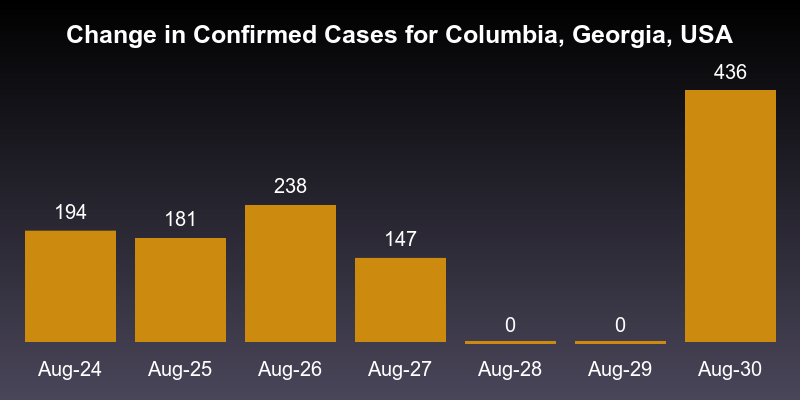 Change in Confirmed Cases for Columbia, Georgia, USA
436
238
194
181
147
0
0
Aug-24
Aug-25
Aug-26
Aug-27
Aug-28
Aug-29
Aug-30